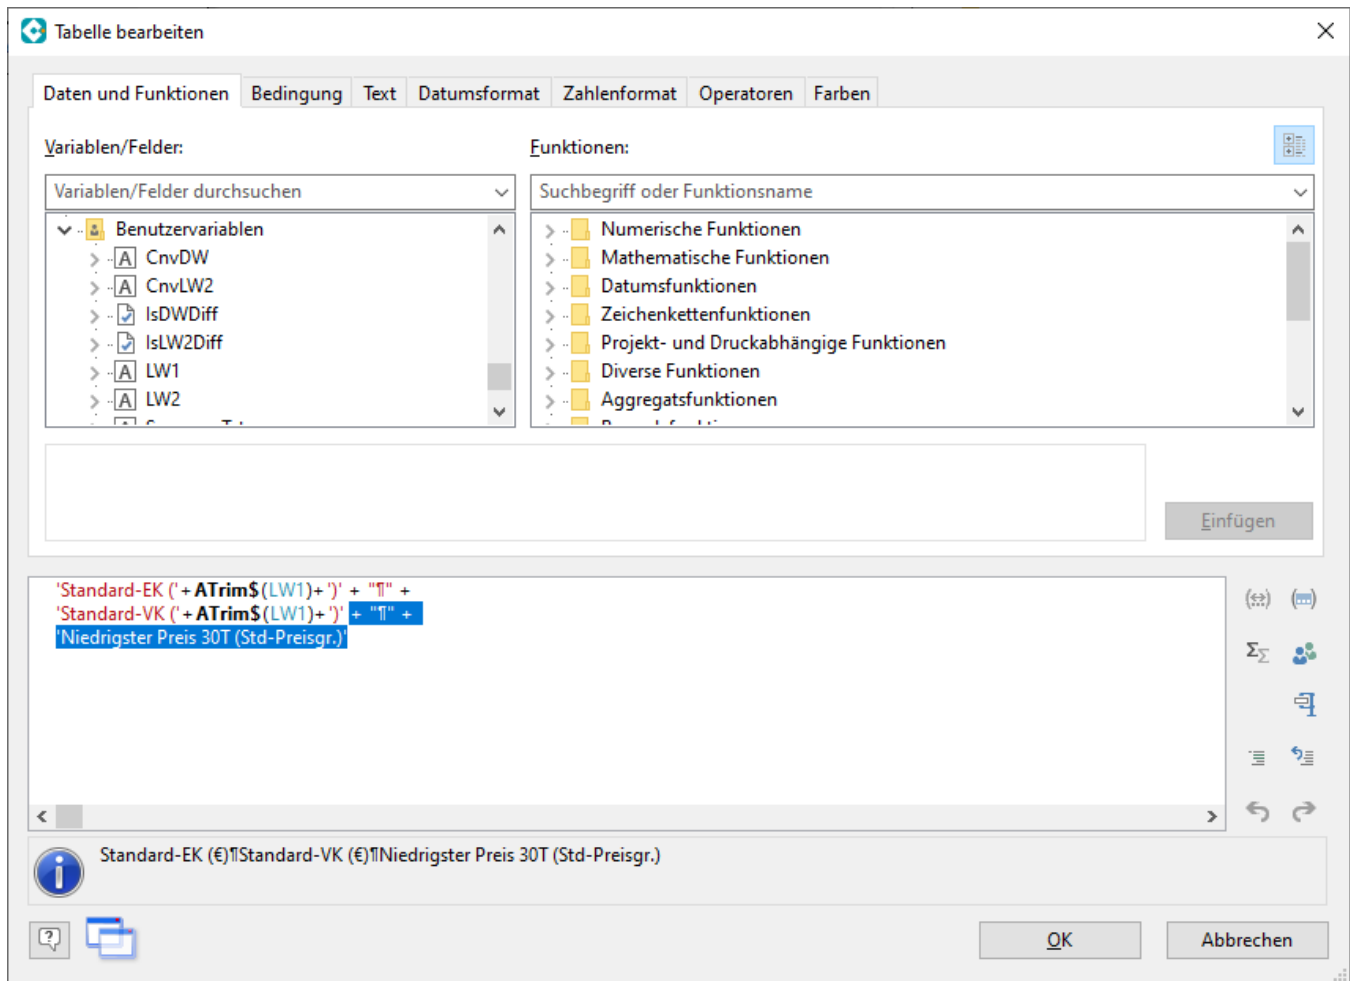 Tabelle bearbeiten
Daten und Funktionen Bedingung Text Datumsformat Zahlenformat Operatoren Farben
Variablen/Felder: Funktionen:
Variablen/Felder durchsuchen Suchbegriff oder Funktionsname
Benutzervariablen Numerische Funktionen
CnvDW Mathematische Funktionen
CnvLW2 Datumsfunktionen
IsDWDiff Zeichenkettenfunktionen
IsLW2Diff Projekt- und Druckabhängige Funktionen
LW1 Diverse Funktionen
LW2 Aggregatsfunktionen
Einfügen
'Standard-EK ('+ATrim$(LW1)+')' + "¶" +
'Standard-VK ('+ATrim$(LW1)+')' + "¶" +
'Niedrigster Preis 30T (Std-Preisgr.)'
Standard-EK (€)¶Standard-VK (€)¶Niedrigster Preis 30T (Std-Preisgr.)
OK Abbrechen